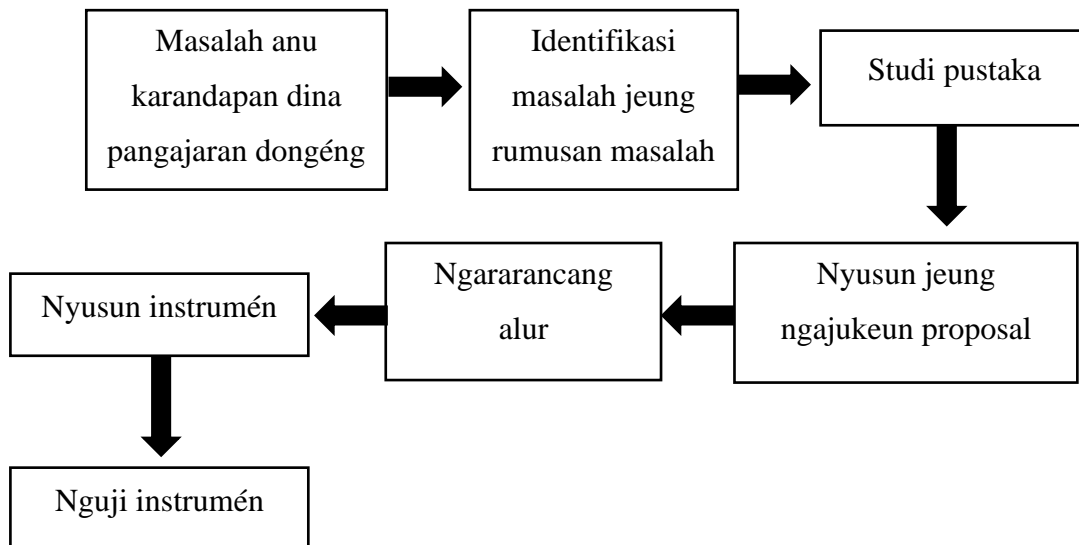 Masalah anu
karandapan dina
pangajaran dongéng
Identifikasi
masalah jeung
rumusan masalah
Studi pustaka
Nyusun jeung
ngajukeun proposal
Ngararancang
alur
Nyusun instrumén
Nguji instrumén